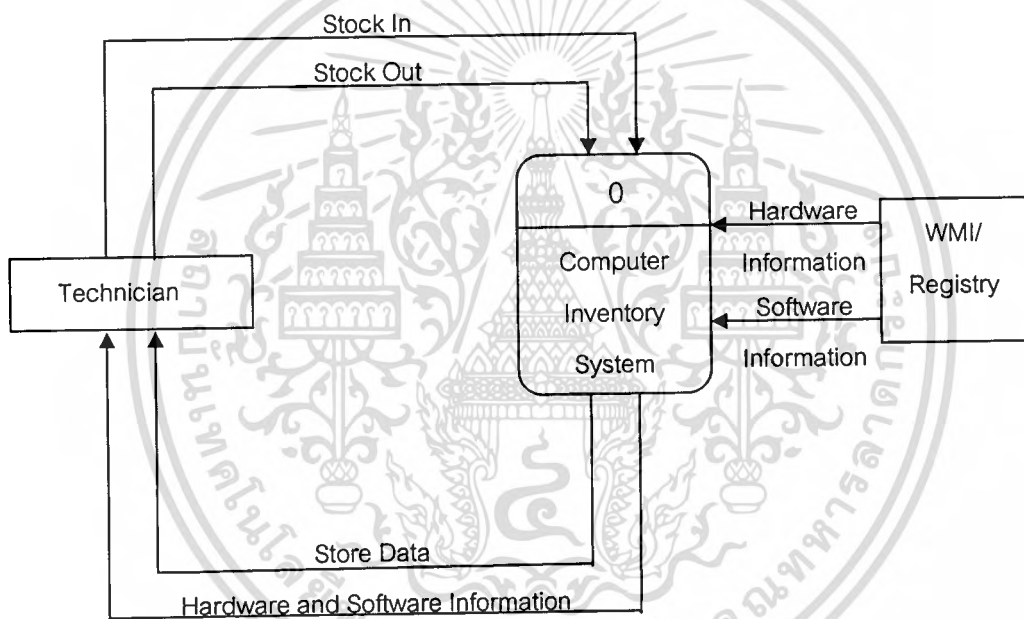 Stock In
Stock Out
0
Computer
Inventory
System
Technician
Hardware
Information
Software
Information
WMI/
Registry
Store Data
Hardware and Software Information